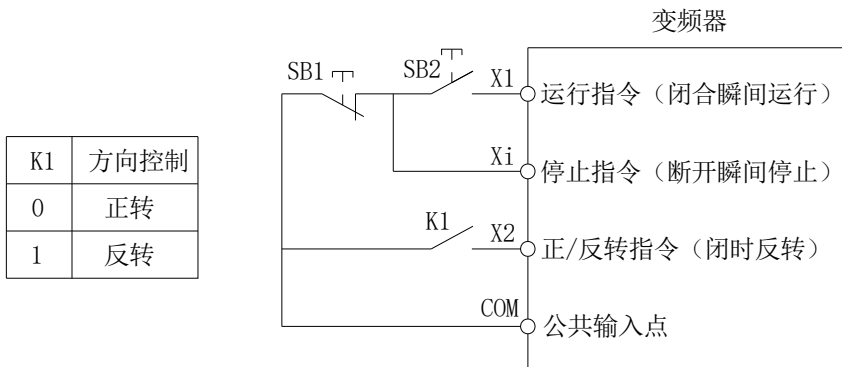 变频器
SB1
SB2
X1
运行指令（闭合瞬间运行）
Xi
停止指令（断开瞬间停止）
K1
X2
正/反转指令（闭时反转）
COM
公共输入点
K1 方向控制
0 正转
1 反转